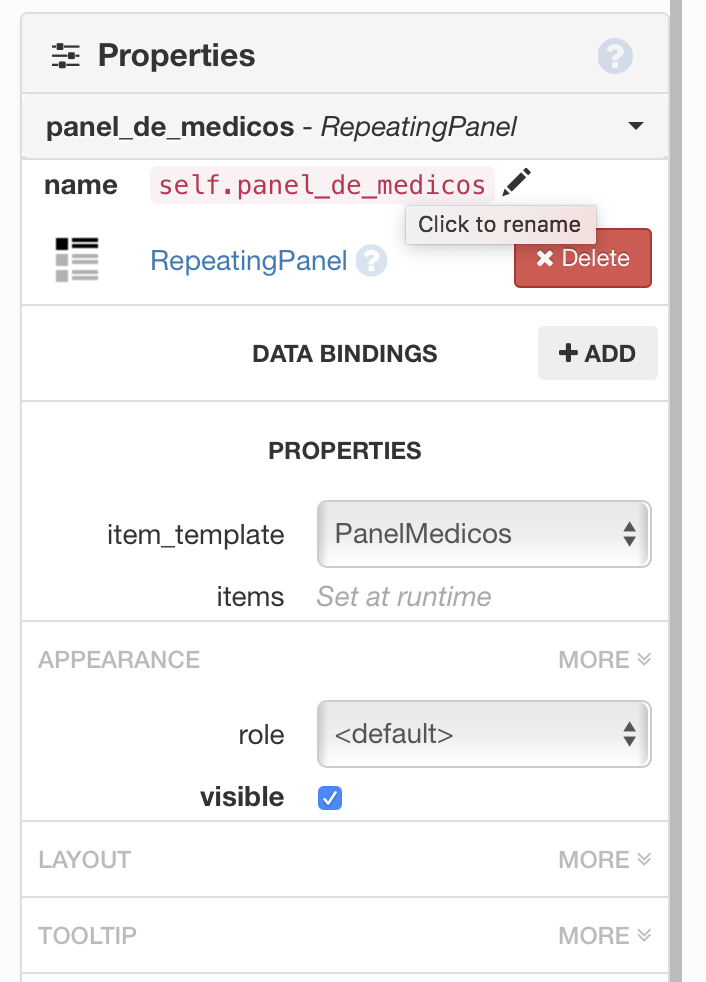 Properties
?
panel_de_medicos - RepeatingPanel
name self.panel_de_medicos
Click to rename
RepeatingPanel ? Delete
DATA BINDINGS ADD
PROPERTIES
item_template PanelMedicos
items Set at runtime
APPEARANCE MORE
role <default>
visible
LAYOUT MORE
TOOLTIP MORE